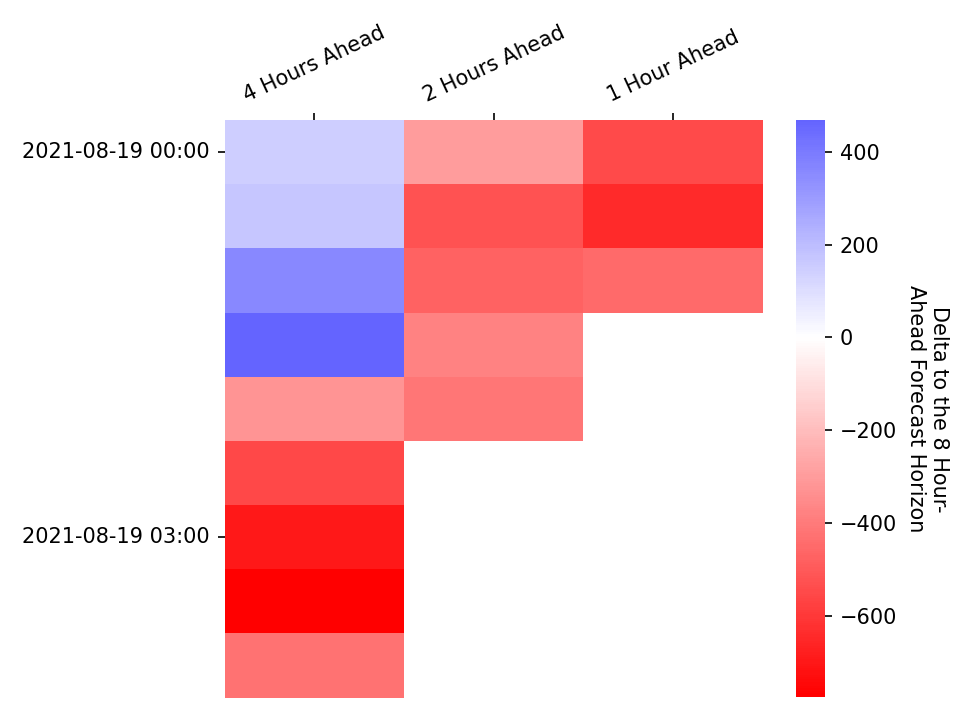 4 Hours Ahead
2 Hours Ahead
1 Hour Ahead
2021-08-19 00:00
2021-08-19 03:00
400
200
0
−200
−400
−600
Delta to the 8 Hour-
Ahead Forecast Horizon